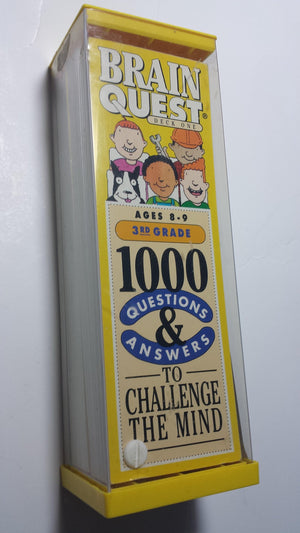 BRAIN
QUEST®
DECK ONE
AGES 8-9
3RD GRADE
1000
QUESTIONS
&
ANSWERS
TO
CHALLENGE
THE MIND